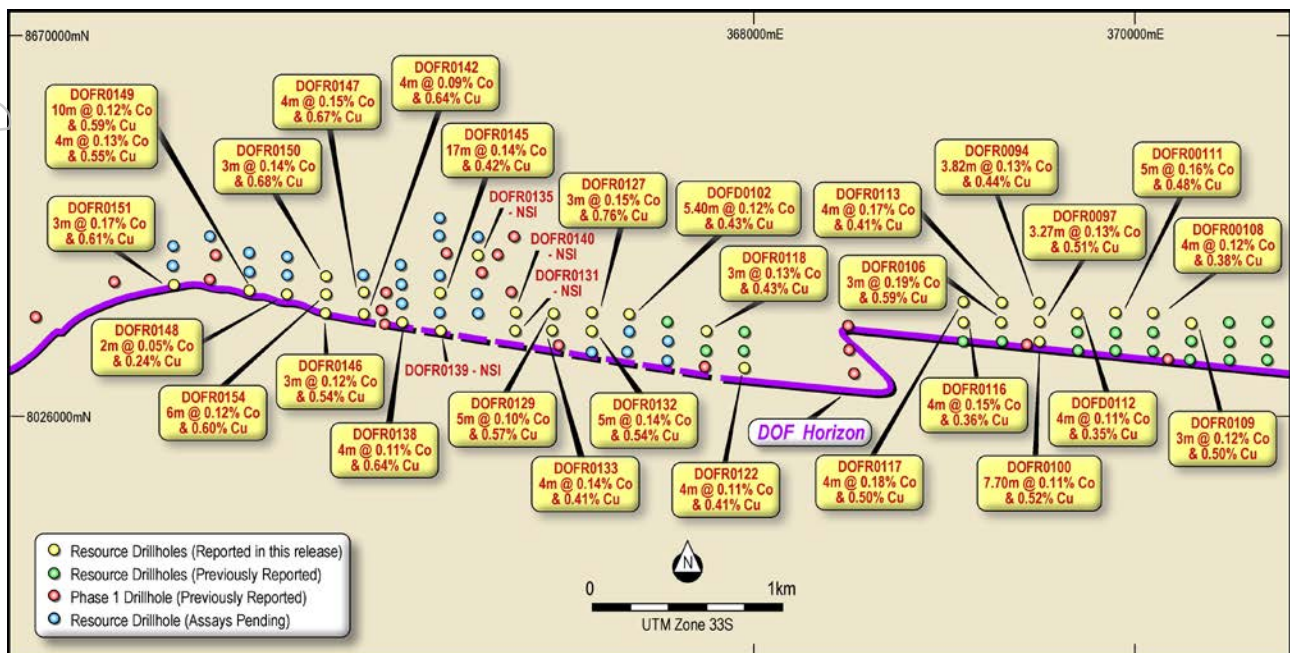 8670000mN
368000mE
370000mE
DOFR0149
10m @ 0.12% Co
& 0.59% Cu
4m @ 0.13% Co
& 0.55% Cu
DOFR0147
4m @ 0.15% Co
& 0.67% Cu
DOFR0142
4m @ 0.09% Co
& 0.64% Cu
DOFR0150
3m @ 0.14% Co
& 0.68% Cu
DOFR0145
17m @ 0.14% Co
& 0.42% Cu
DOFR0151
3m @ 0.17% Co
& 0.61% Cu
DOFR0135
- NSI
DOFR0140
- NSI
DOFR0131
- NSI
DOFR0127
3m @ 0.15% Co
& 0.76% Cu
DOFD0102
5.40m @ 0.12% Co
& 0.43% Cu
DOFR0118
3m @ 0.13% Co
& 0.43% Cu
DOFR0113
4m @ 0.17% Co
& 0.41% Cu
DOFR0094
3.82m @ 0.13% Co
& 0.44% Cu
DOFR00111
5m @ 0.16% Co
& 0.48% Cu
DOFR0097
3.27m @ 0.13% Co
& 0.51% Cu
DOFR00108
4m @ 0.12% Co
& 0.38% Cu
DOFR0106
3m @ 0.19% Co
& 0.59% Cu
DOFR0148
2m @ 0.05% Co
& 0.24% Cu
DOFR0154
6m @ 0.12% Co
& 0.60% Cu
DOFR0146
3m @ 0.12% Co
& 0.54% Cu
DOFR0139 - NSI
DOFR0138
4m @ 0.11% Co
& 0.64% Cu
DOFR0129
5m @ 0.10% Co
& 0.57% Cu
DOFR0133
4m @ 0.14% Co
& 0.41% Cu
DOFR0132
5m @ 0.14% Co
& 0.54% Cu
DOFR0122
4m @ 0.11% Co
& 0.41% Cu
DOF Horizon
DOFR0117
4m @ 0.18% Co
& 0.50% Cu
DOFR0116
4m @ 0.15% Co
& 0.36% Cu
DOFR0100
7.70m @ 0.11% Co
& 0.52% Cu
DOFD0112
4m @ 0.11% Co
& 0.35% Cu
DOFR0109
3m @ 0.12% Co
& 0.50% Cu
8026000mN
Resource Drillholes (Reported in this release)
Resource Drillholes (Previously Reported)
Phase 1 Drillhole (Previously Reported)
Resource Drillhole (Assays Pending)
N
0
1km
UTM Zone 33S